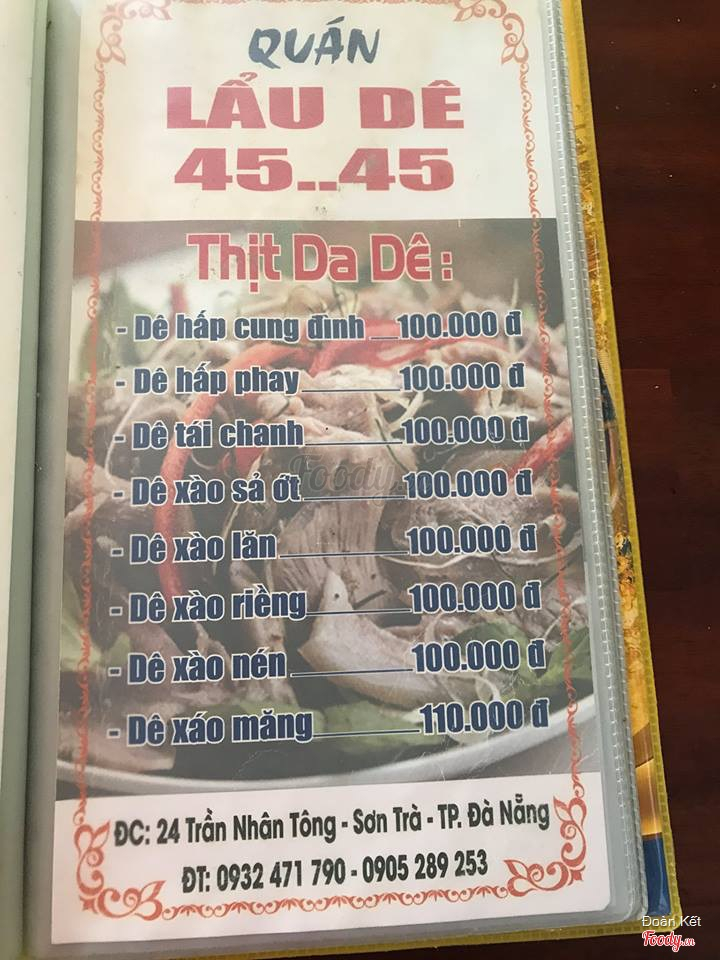 QUÁN
LẨU DÊ
45..45
Thịt Da Dê:
- Dê hấp cung đình 100.000 đ
- Dê hấp phay 100.000 đ
- Dê tái chanh 100.000 đ
- Dê xào sả ớt 100.000 đ
- Dê xào lăn 100.000 đ
- Dê xào riềng 100.000 đ
- Dê xào nén 100.000 đ
- Dê xáo măng 110.000 đ
Foody.vn
ĐC: 24 Trần Nhân Tông - Sơn Trà - TP. Đà Nẵng
ĐT: 0932 471 790 - 0905 289 253
Đoàn Kết
Foody.vn